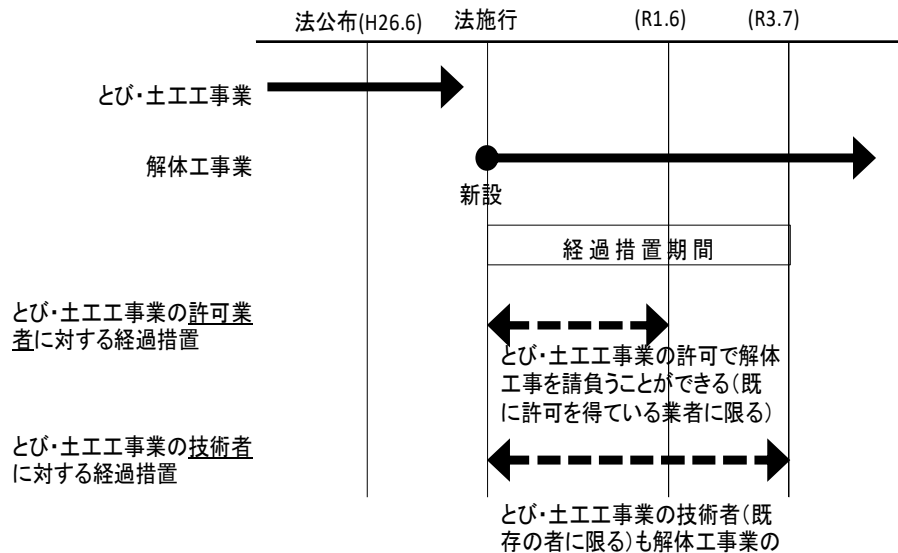 法公布(H26.6) 法施行 (R1.6) (R3.7)
とび・土工工事業
解体工事業
新設
経過措置期間
とび・土工工事業の許可業
者に対する経過措置
とび・土工工事業の許可で解体
工事を請負うことができる(既
に許可を得ている業者に限る)
とび・土工工事業の技術者
に対する経過措置
とび・土工工事業の技術者(既
存の者に限る)も解体工事業の